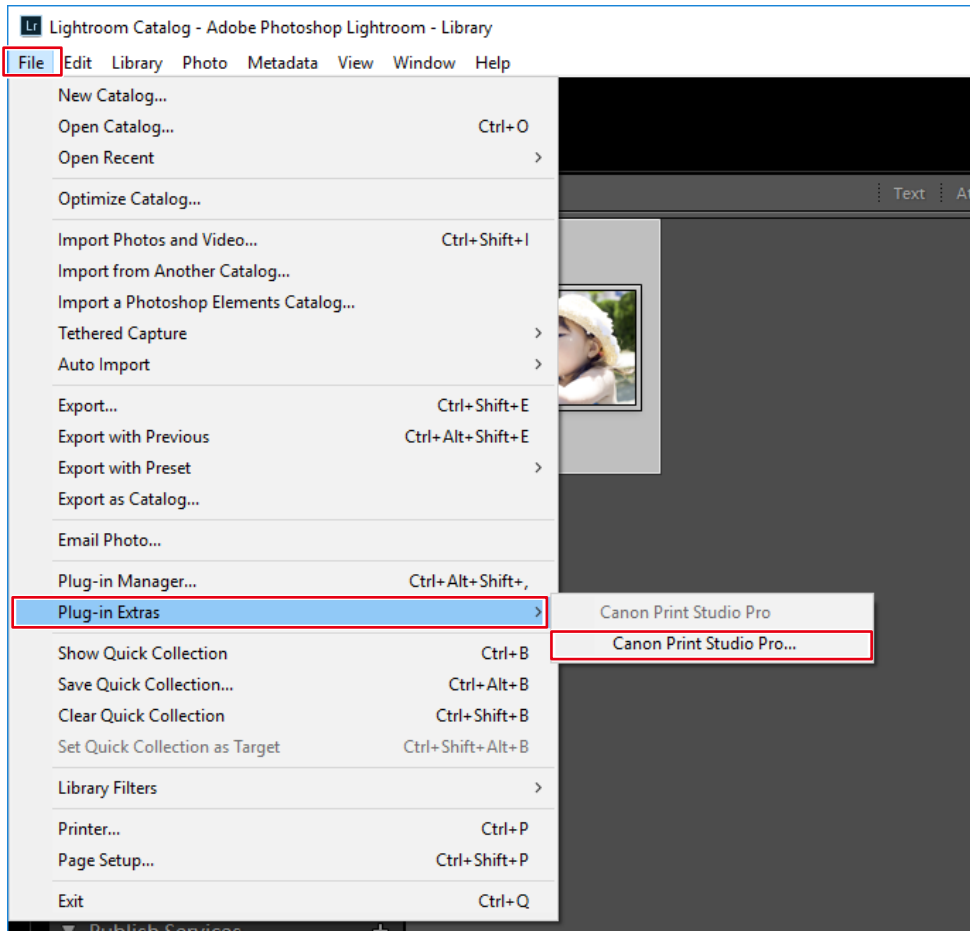 Lr Lightroom Catalog - Adobe Photoshop Lightroom - Library
File Edit Library Photo Metadata View Window Help
New Catalog...
Open Catalog... Ctrl+O
Open Recent >
Optimize Catalog...
Text
Import Photos and Video... Ctrl+Shift+I
Import from Another Catalog...
Import a Photoshop Elements Catalog...
Tethered Capture >
Auto Import >
Export... Ctrl+Shift+E
Export with Previous Ctrl+Alt+Shift+E
Export with Preset >
Export as Catalog...
Email Photo...
Plug-in Manager... Ctrl+Alt+Shift+,
Plug-in Extras >
Canon Print Studio Pro
Canon Print Studio Pro...
Show Quick Collection Ctrl+B
Save Quick Collection... Ctrl+Alt+B
Clear Quick Collection Ctrl+Shift+B
Set Quick Collection as Target Ctrl+Shift+Alt+B
Library Filters >
Printer... Ctrl+P
Page Setup... Ctrl+Shift+P
Exit Ctrl+Q
Publish Services